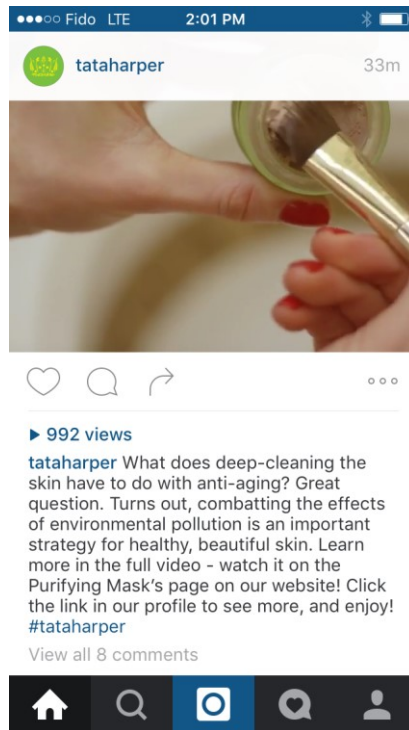 Fido LTE 2:01 PM
tataharper 33m
992 views
tataharper What does deep-cleaning the
skin have to do with anti-aging? Great
question. Turns out, combatting the effects
of environmental pollution is an important
strategy for healthy, beautiful skin. Learn
more in the full video - watch it on the
Purifying Mask's page on our website! Click
the link in our profile to see more, and enjoy!
#tataharper
View all 8 comments